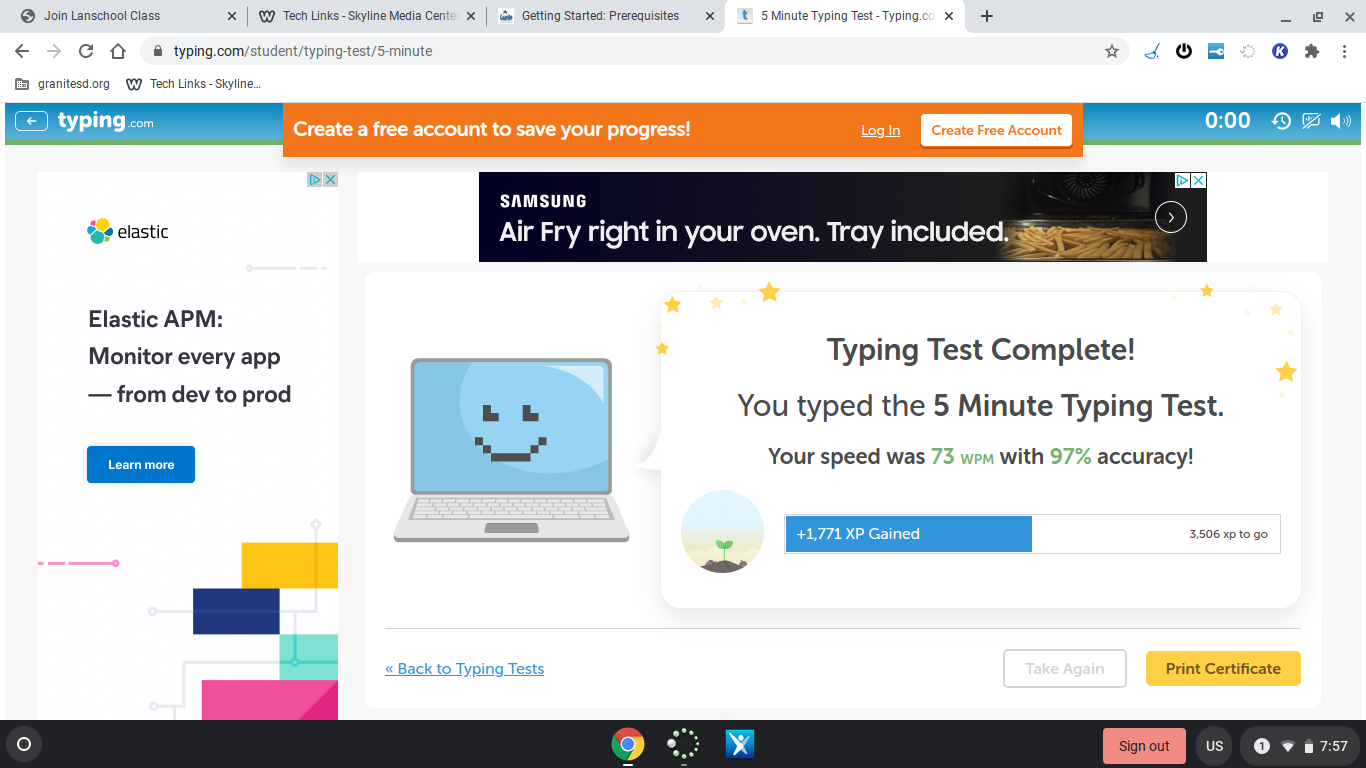 Join Lanschool Class
Tech Links - Skyline Media Cente
Getting Started: Prerequisites
5 Minute Typing Test - Typing.co
typing.com/student/typing-test/5-minute
granitesd.org
Tech Links - Skyline...
typing.com
Create a free account to save your progress!
Log In
Create Free Account
0:00
elastic
Elastic APM:
Monitor every app
— from dev to prod
Learn more
SAMSUNG
Air Fry right in your oven. Tray included.
Typing Test Complete!
You typed the 5 Minute Typing Test.
Your speed was 73 WPM with 97% accuracy!
+1,771 XP Gained
3,506 xp to go
« Back to Typing Tests
Take Again
Print Certificate
Sign out
US
1
7:57